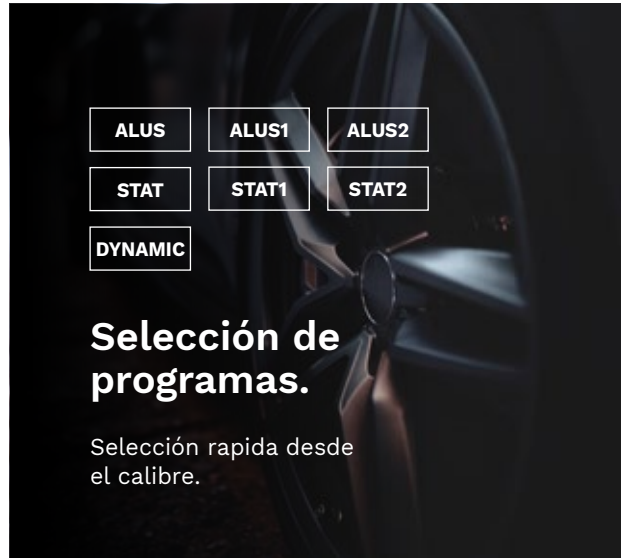 ALUS ALUS1 ALUS2
STAT STAT1 STAT2
DYNAMIC
Selección de
programas.
Selección rapida desde
el calibre.